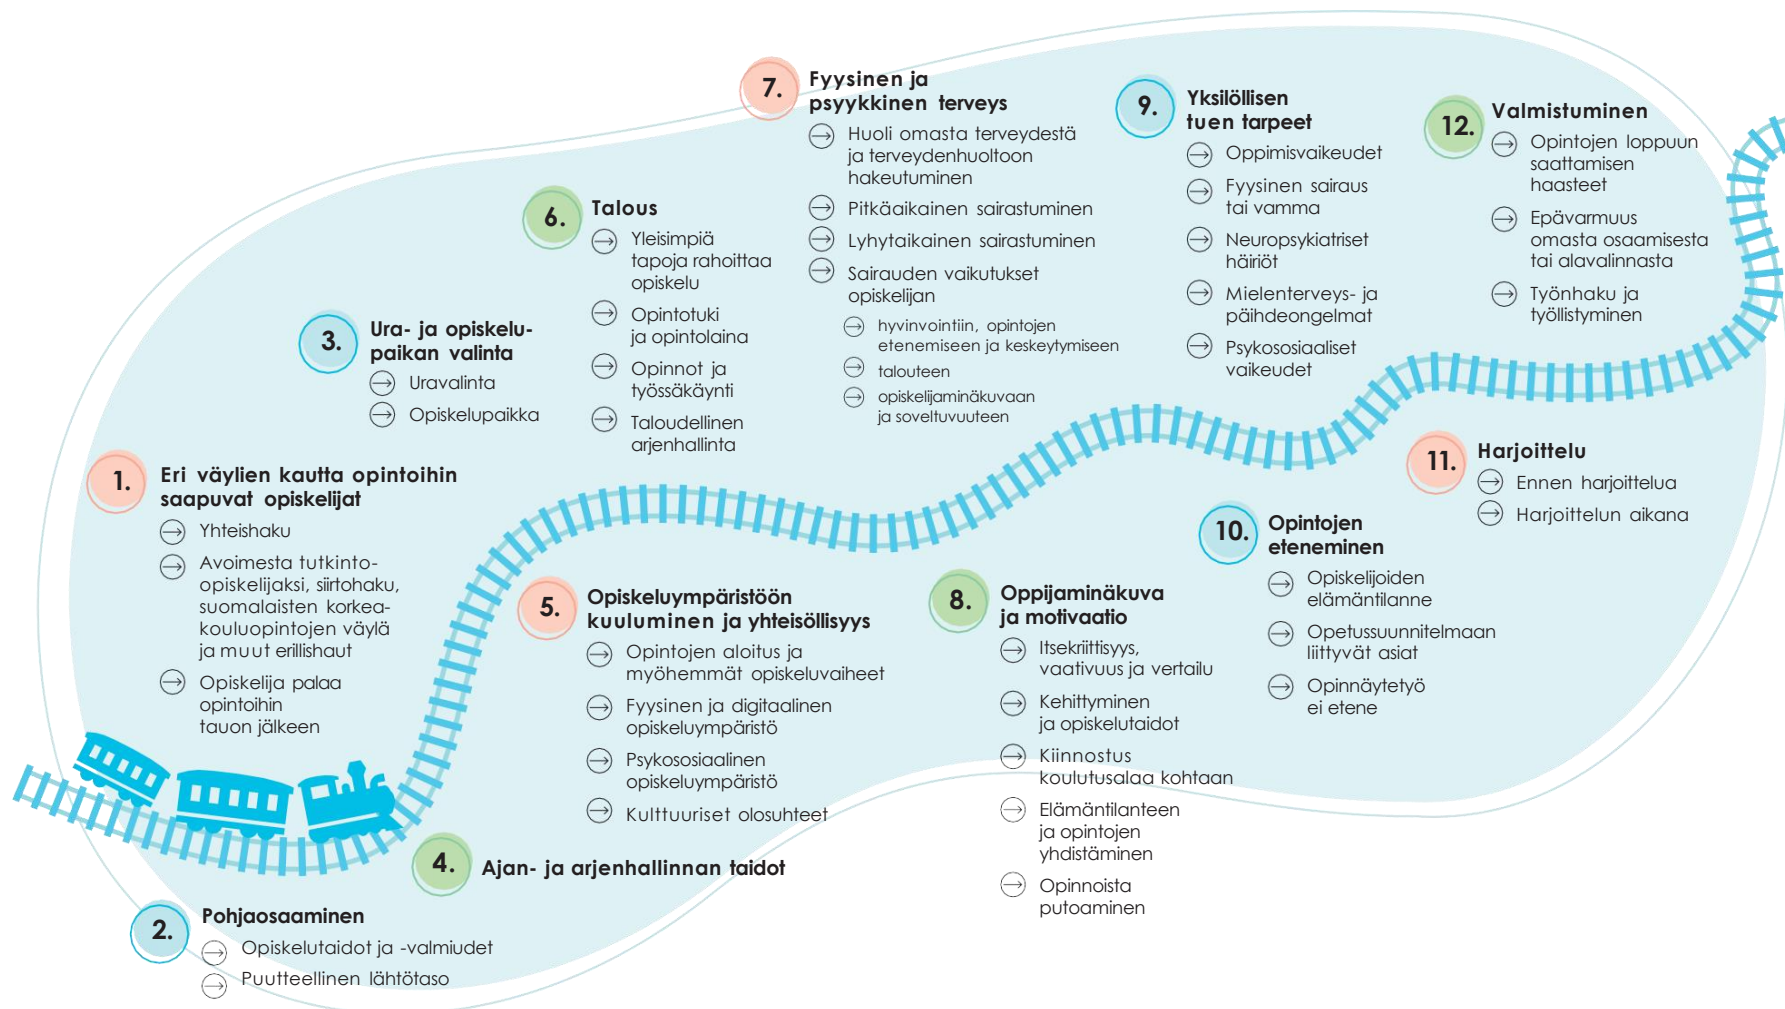 1.
Eri väylien kautta opintoihin
saapuvat opiskelijat
Yhteishaku
Avoimesta tutkinto-
opiskelijaksi, siirtohaku,
suomalaisten korkea-
kouluopintojen väylä
ja muut erillishaut
Opiskelija palaa
opintoihin
tauon jälkeen
2.
Pohjaosaaminen
Opiskelutaidot ja -valmiudet
Puutteellinen lähtötaso
3.
Ura- ja opiskelu-
paikan valinta
Uravalinta
Opiskelupaikka
4.
Ajan- ja arjenhallinnan taidot
5.
Opiskeluympäristöön
kuuluminen ja yhteisöllisyys
Opintojen aloitus ja
myöhemmät opiskeluvaiheet
Fyysinen ja digitaalinen
opiskeluympäristö
Psykososiaalinen
opiskeluympäristö
Kulttuuriset olosuhteet
6.
Talous
Yleisimpiä
tapoja rahoittaa
opiskelu
Opintotuki
ja opintolaina
Opinnot ja
työssäkäynti
Taloudellinen
arjenhallinta
7.
Fyysinen ja
psyykkinen terveys
Huoli omasta terveydestä
ja terveydenhuoltoon
hakeutuminen
Pitkäaikainen sairastuminen
Lyhytaikainen sairastuminen
Sairauden vaikutukset
opiskelijan
hyvinvointiin, opintojen
etenemiseen ja keskeytymiseen
talouteen
opiskelijaminäkuvaan
ja soveltuvuuteen
8.
Oppijaminäkuva
ja motivaatio
Itsekriittisyys,
vaativuus ja vertailu
Kehittyminen
ja opiskelutaidot
Kiinnostus
koulutusalaa kohtaan
Elämäntilanteen
ja opintojen
yhdistäminen
Opinnoista
putoaminen
9.
Yksilöllisen
tuen tarpeet
Oppimisvaikeudet
Fyysinen sairaus
tai vamma
Neuropsykiatriset
häiriöt
Mielenterveys- ja
päihdeongelmat
Psykososiaaliset
vaikeudet
10.
Opintojen
eteneminen
Opiskelijoiden
elämäntilanne
Opetussuunnitelmaan
liittyvät asiat
Opinnäytetyö
ei etene
11.
Harjoittelu
Ennen harjoittelua
Harjoittelun aikana
12.
Valmistuminen
Opintojen loppuun
saattamisen
haasteet
Epävarmuus
omasta osaamisesta
tai alavalinnasta
Työnhaku ja
työllistyminen